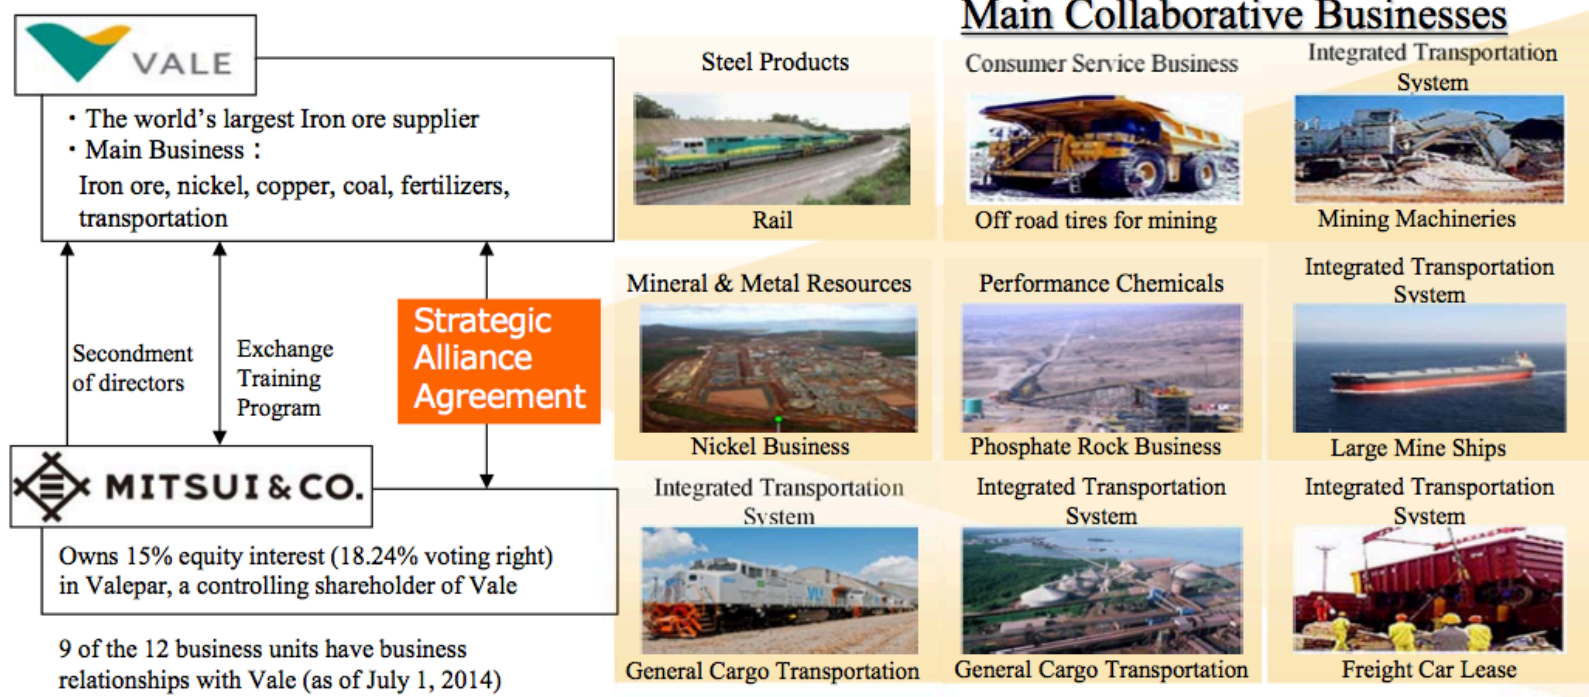 Main Collaborative Businesses
VALE
・The world's largest Iron ore supplier
・Main Business：
Iron ore, nickel, copper, coal, fertilizers,
transportation
Secondment
of directors
Exchange
Training
Program
Strategic
Alliance
Agreement
MITSUI & CO.
Owns 15% equity interest (18.24% voting right)
in Valepar, a controlling shareholder of Vale
9 of the 12 business units have business
relationships with Vale (as of July 1, 2014)
Steel Products
Rail
Consumer Service Business
Off road tires for mining
Integrated Transportation
System
Mining Machineries
Mineral & Metal Resources
Nickel Business
Performance Chemicals
Phosphate Rock Business
Integrated Transportation
System
Large Mine Ships
Integrated Transportation
System
VLI
General Cargo Transportation
Integrated Transportation
System
General Cargo Transportation
Integrated Transportation
System
Freight Car Lease